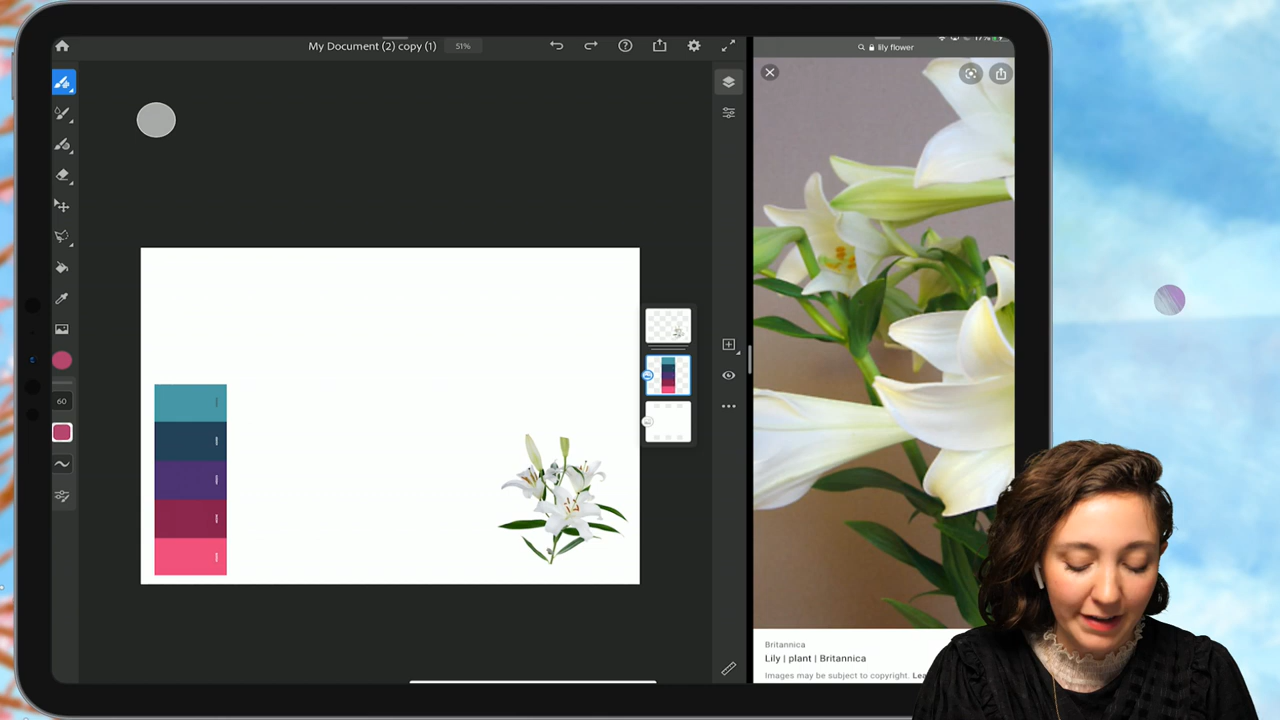 My Document (2) copy (1) 51%
17%
lily flower
60
Britannica
Lily | plant | Britannica
Images may be subject to copyright.